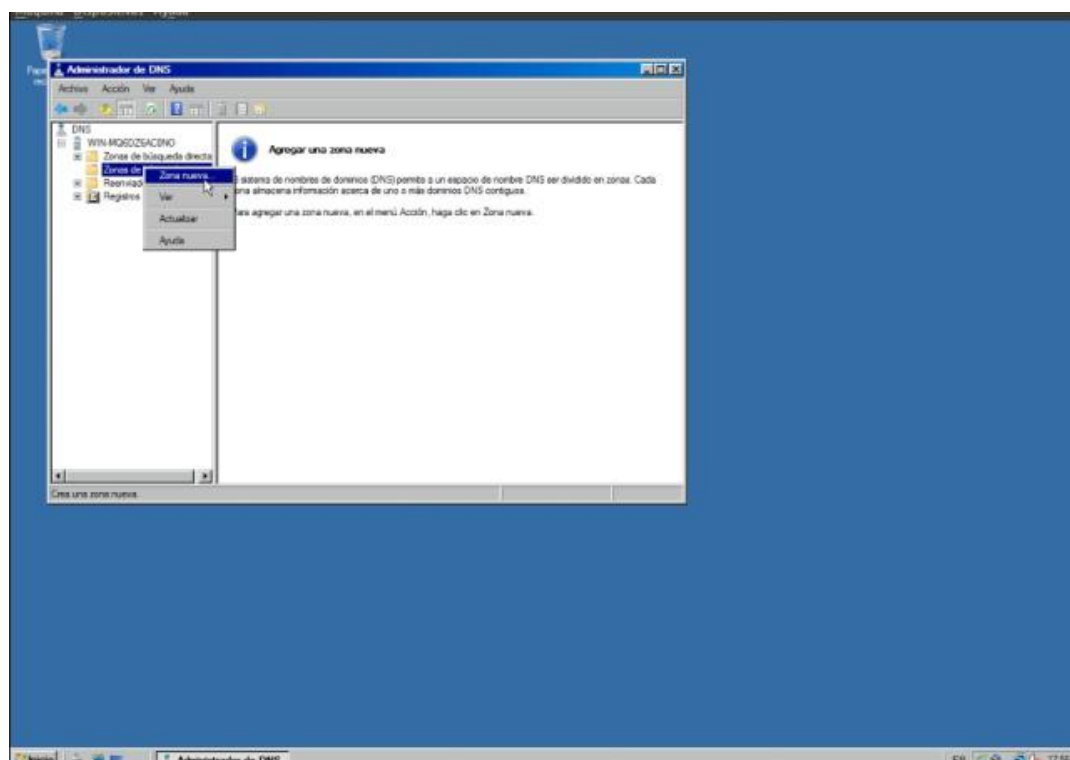 Administrador de DNS
Archivo Acción Ver Ayuda
DNS
WIN-MQ6DZ6AC0NO
Zonas de búsqueda directa
Zonas de
Reenviad
Registros
Zona nueva...
Ver
Actualizar
Ayuda
Agregar una zona nueva
sistema de nombres de dominios (DNS) permite a un espacio de nombre DNS ser dividido en zonas. Cada
ona almacena información acerca de uno o más dominios DNS contiguos.
ara agregar una zona nueva, en el menú Acción, haga clic en Zona nueva.
Crea una zona nueva.
Inicio
Administrador de DNS